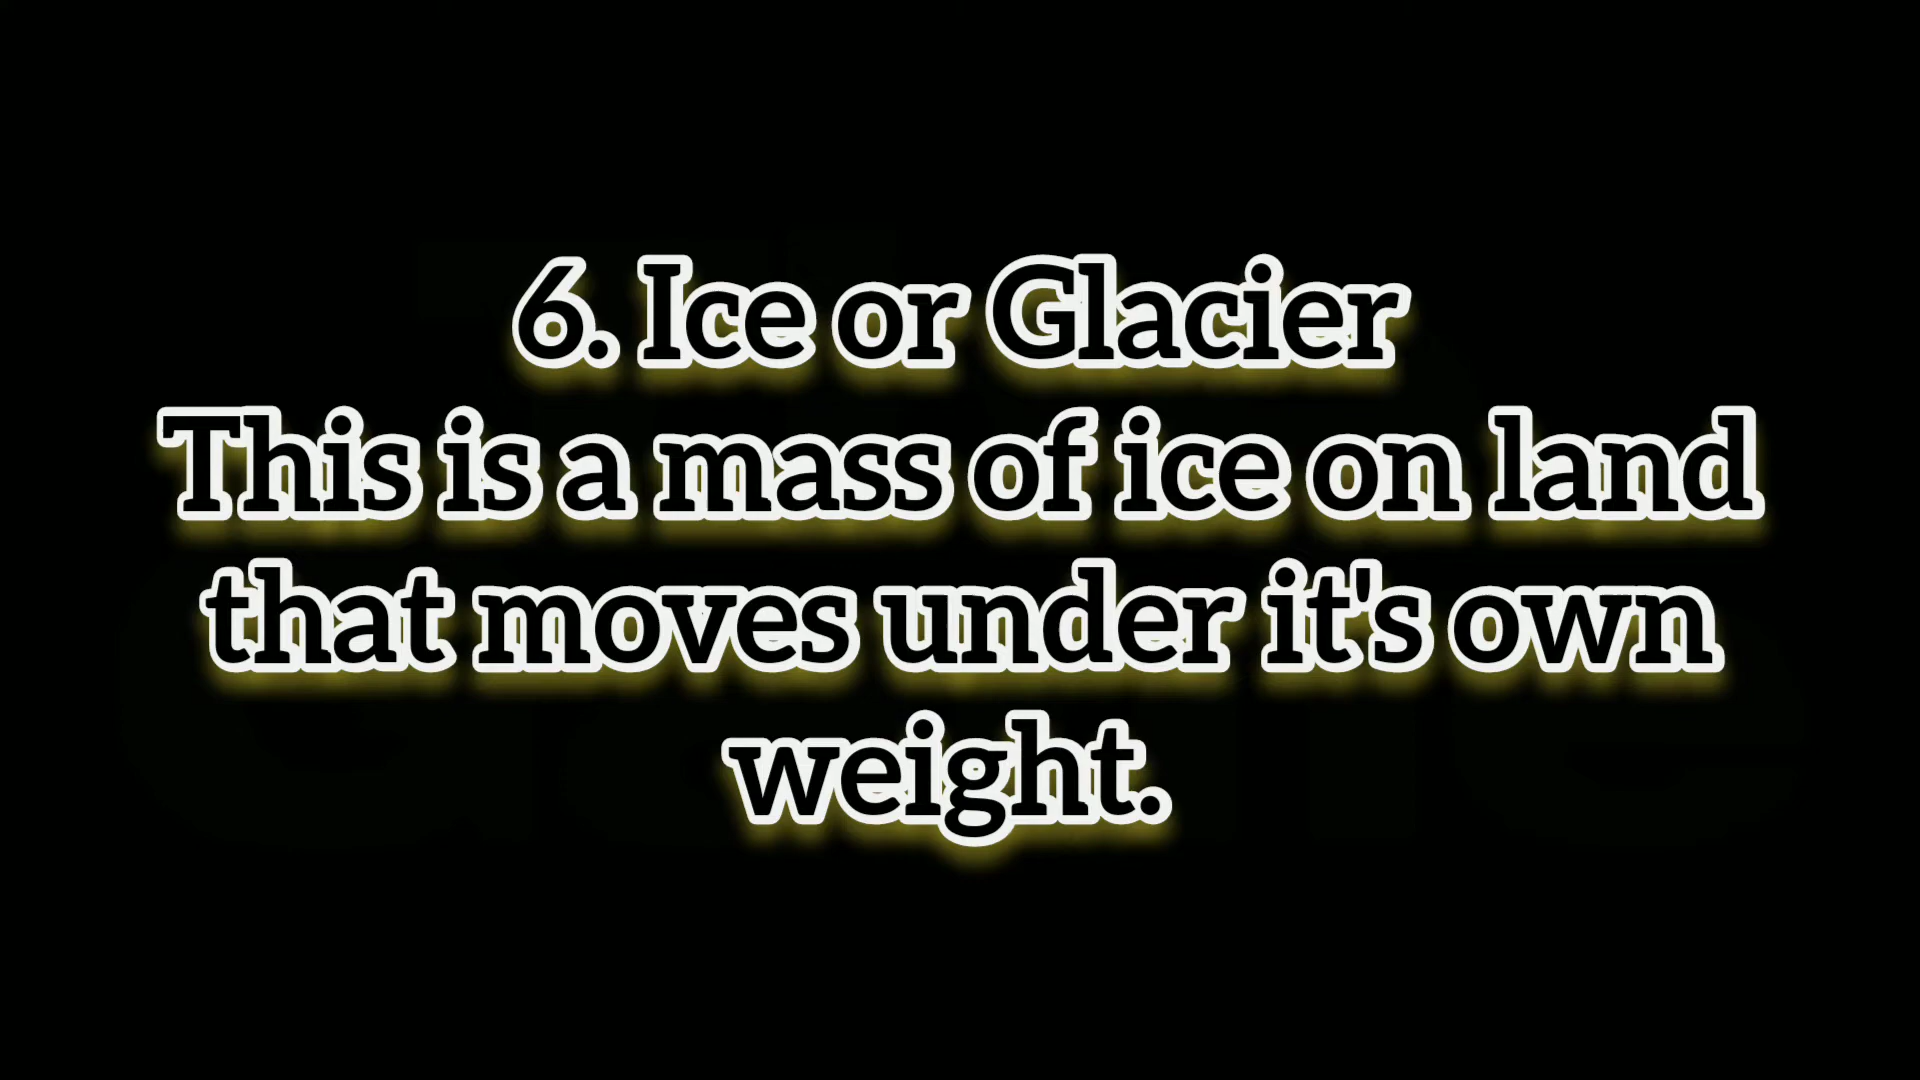 6. Ice or Glacier
This is a mass of ice on land
that moves under it's own
weight.